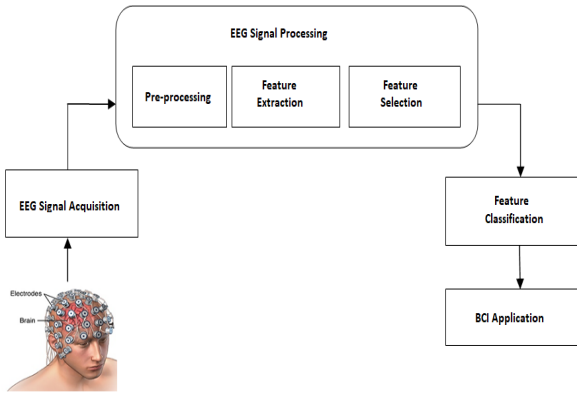 EEG Signal Processing
Pre-processing
Feature
Extraction
Feature
Selection
EEG Signal Acquisition
Feature
Classification
Electrodes
Brain
BCI Application